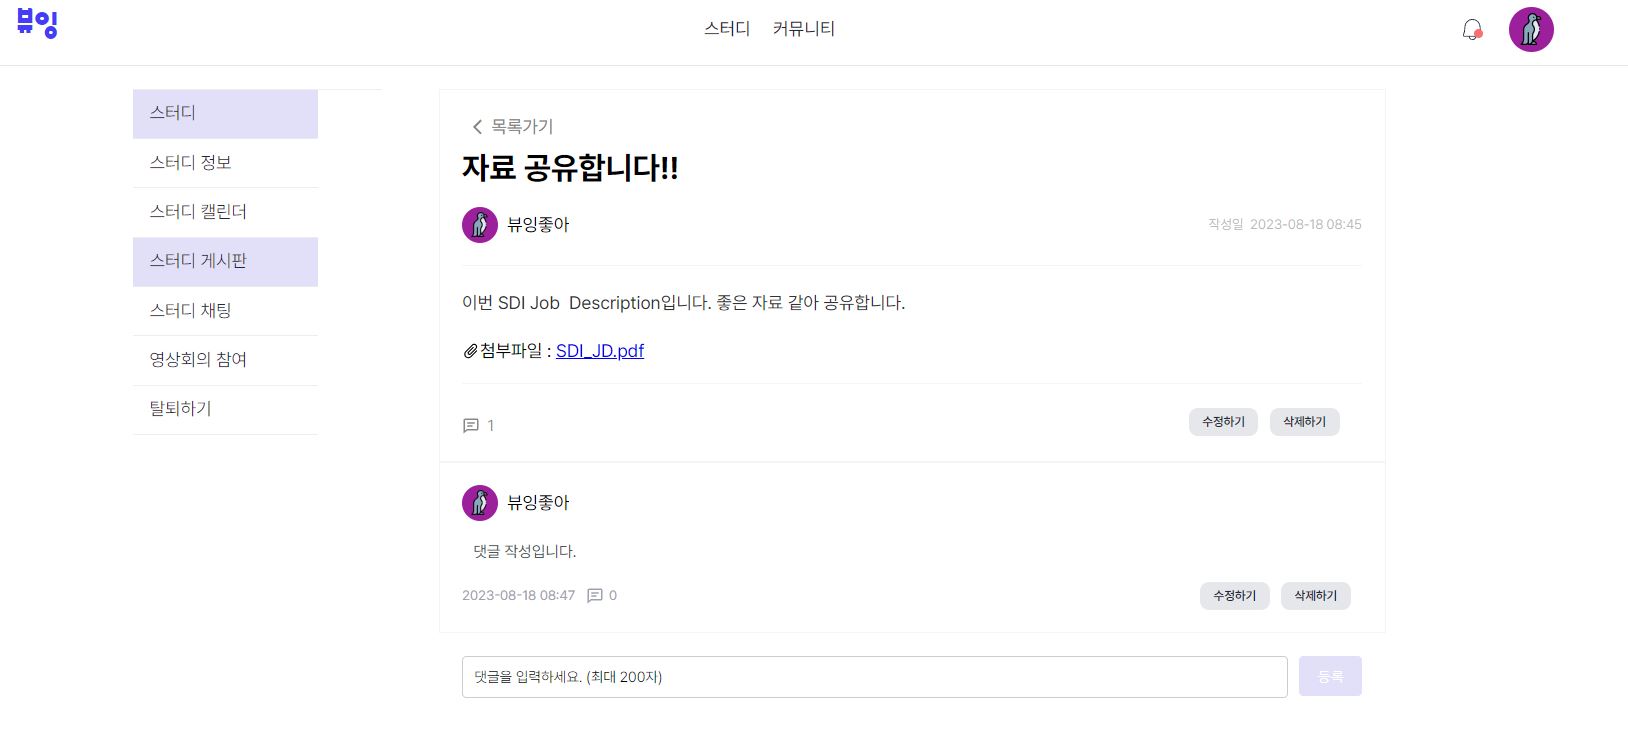 뷰잉
스터디 커뮤니티
스터디
스터디 정보
스터디 캘린더
스터디 게시판
스터디 채팅
영상회의 참여
탈퇴하기
목록가기
자료 공유합니다!!
뷰잉좋아 작성일 2023-08-18 08:45
이번 SDI Job  Description입니다. 좋은 자료 같아 공유합니다.
첨부파일 : SDI_JD.pdf
1 수정하기 삭제하기
뷰잉좋아
댓글 작성입니다.
2023-08-18 08:47 0 수정하기 삭제하기
댓글을 입력하세요. (최대 200자) 등록